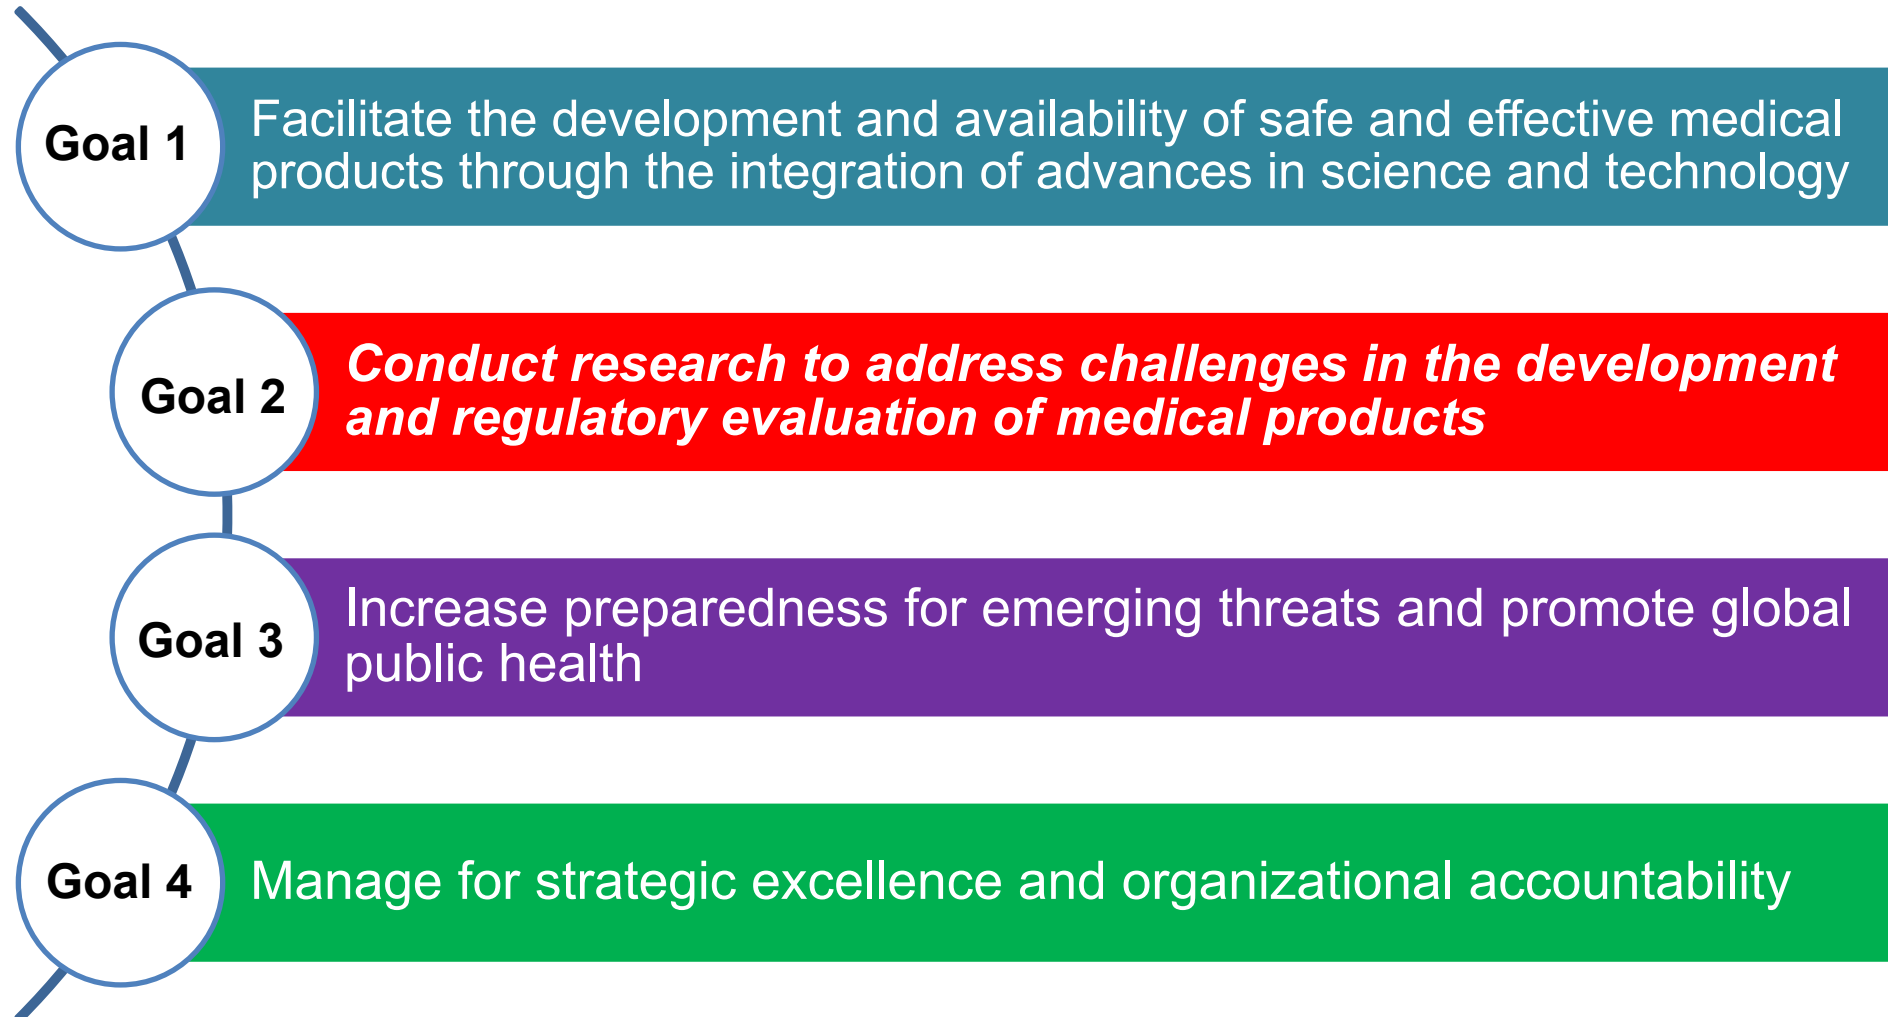 Goal 1
Facilitate the development and availability of safe and effective medical
products through the integration of advances in science and technology
Goal 2
Conduct research to address challenges in the development
and regulatory evaluation of medical products
Goal 3
Increase preparedness for emerging threats and promote global
public health
Goal 4
Manage for strategic excellence and organizational accountability